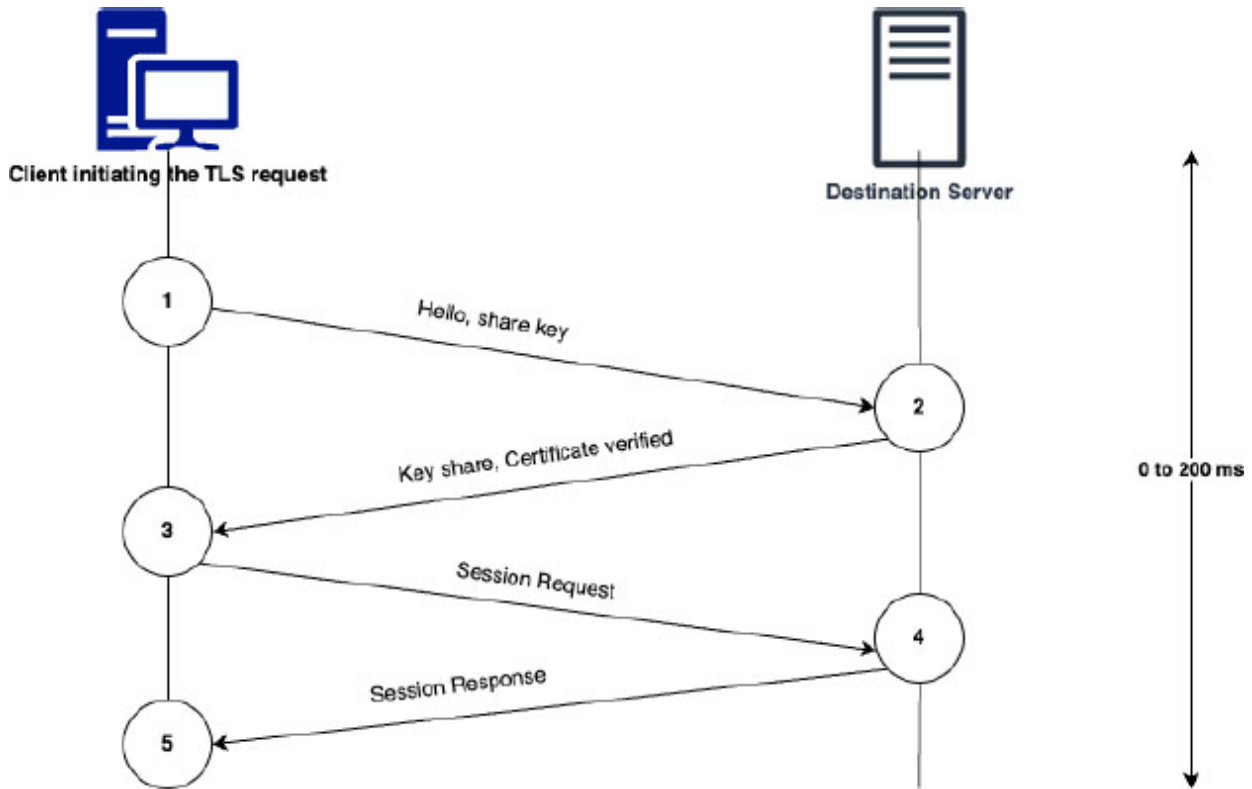 Client initiating the TLS request
Destination Server
1
Hello, share key
2
Key share, Certificate verified
0 to 200 ms
3
Session Request
4
Session Response
5